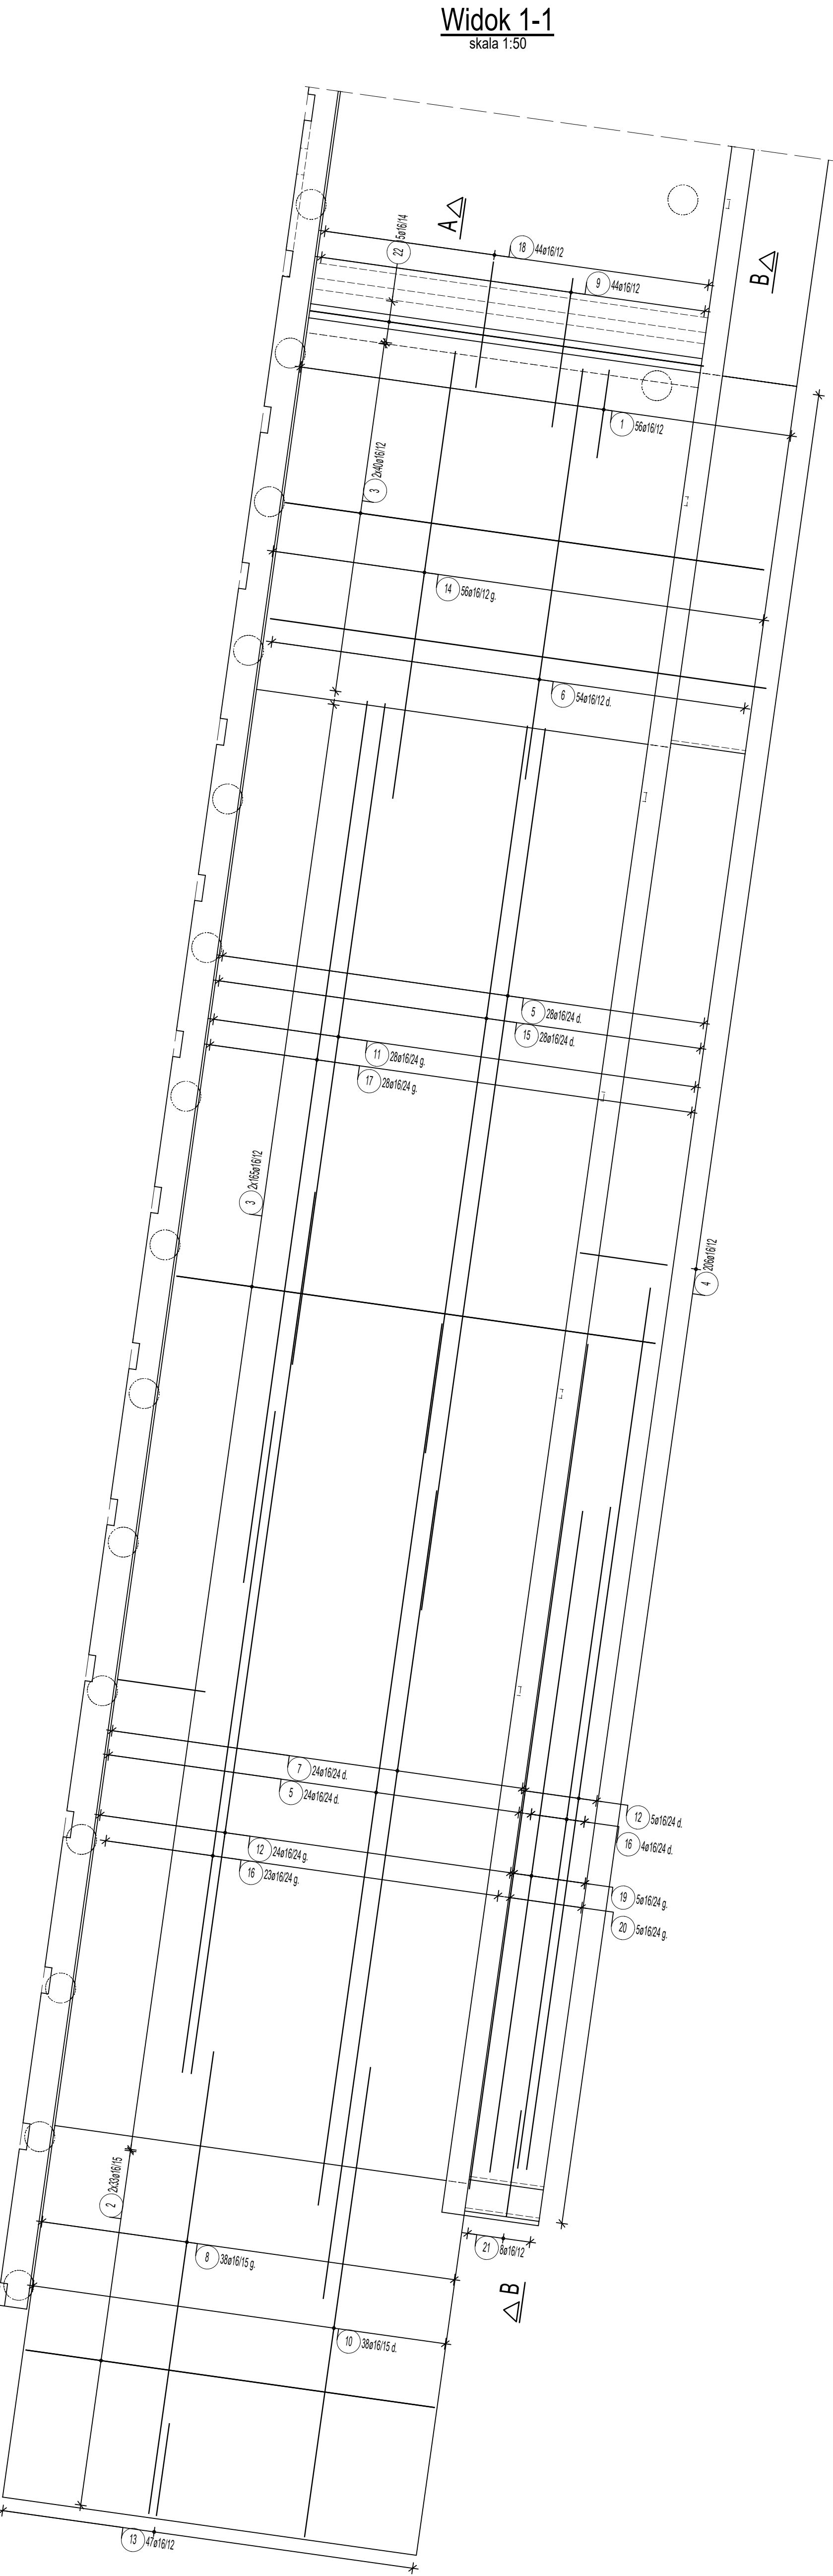 Widok 1-1
skala 1:50
A
22 5ø16/14
18 44ø16/12
B
9 44ø16/12
1 56ø16/12
3 2x40ø16/12
14 56ø16/12 g.
6 54ø16/12 d.
5 28ø16/24 d.
15 28ø16/24 d.
11 28ø16/24 g.
17 28ø16/24 g.
3 2x165ø16/12
4 206ø16/12
7 24ø16/24 d.
5 24ø16/24 d.
12 5ø16/24 d.
16 4ø16/24 d.
12 24ø16/24 g.
16 23ø16/24 g.
19 5ø16/24 g.
20 5ø16/24 g.
2 2x33ø16/15
21 8ø16/12
8 38ø16/15 g.
B
10 38ø16/15 d.
13 47ø16/12